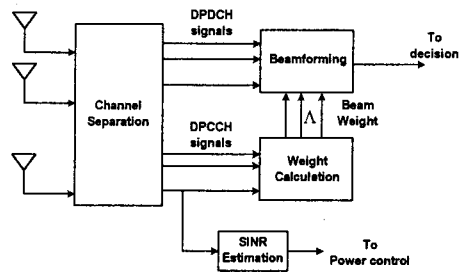 DPDCH
signals
To
decision
Beamforming
Channel
Separation
Λ
Beam
Weight
DPCCH
signals
Weight
Calculation
SINR
Estimation
To
Power control